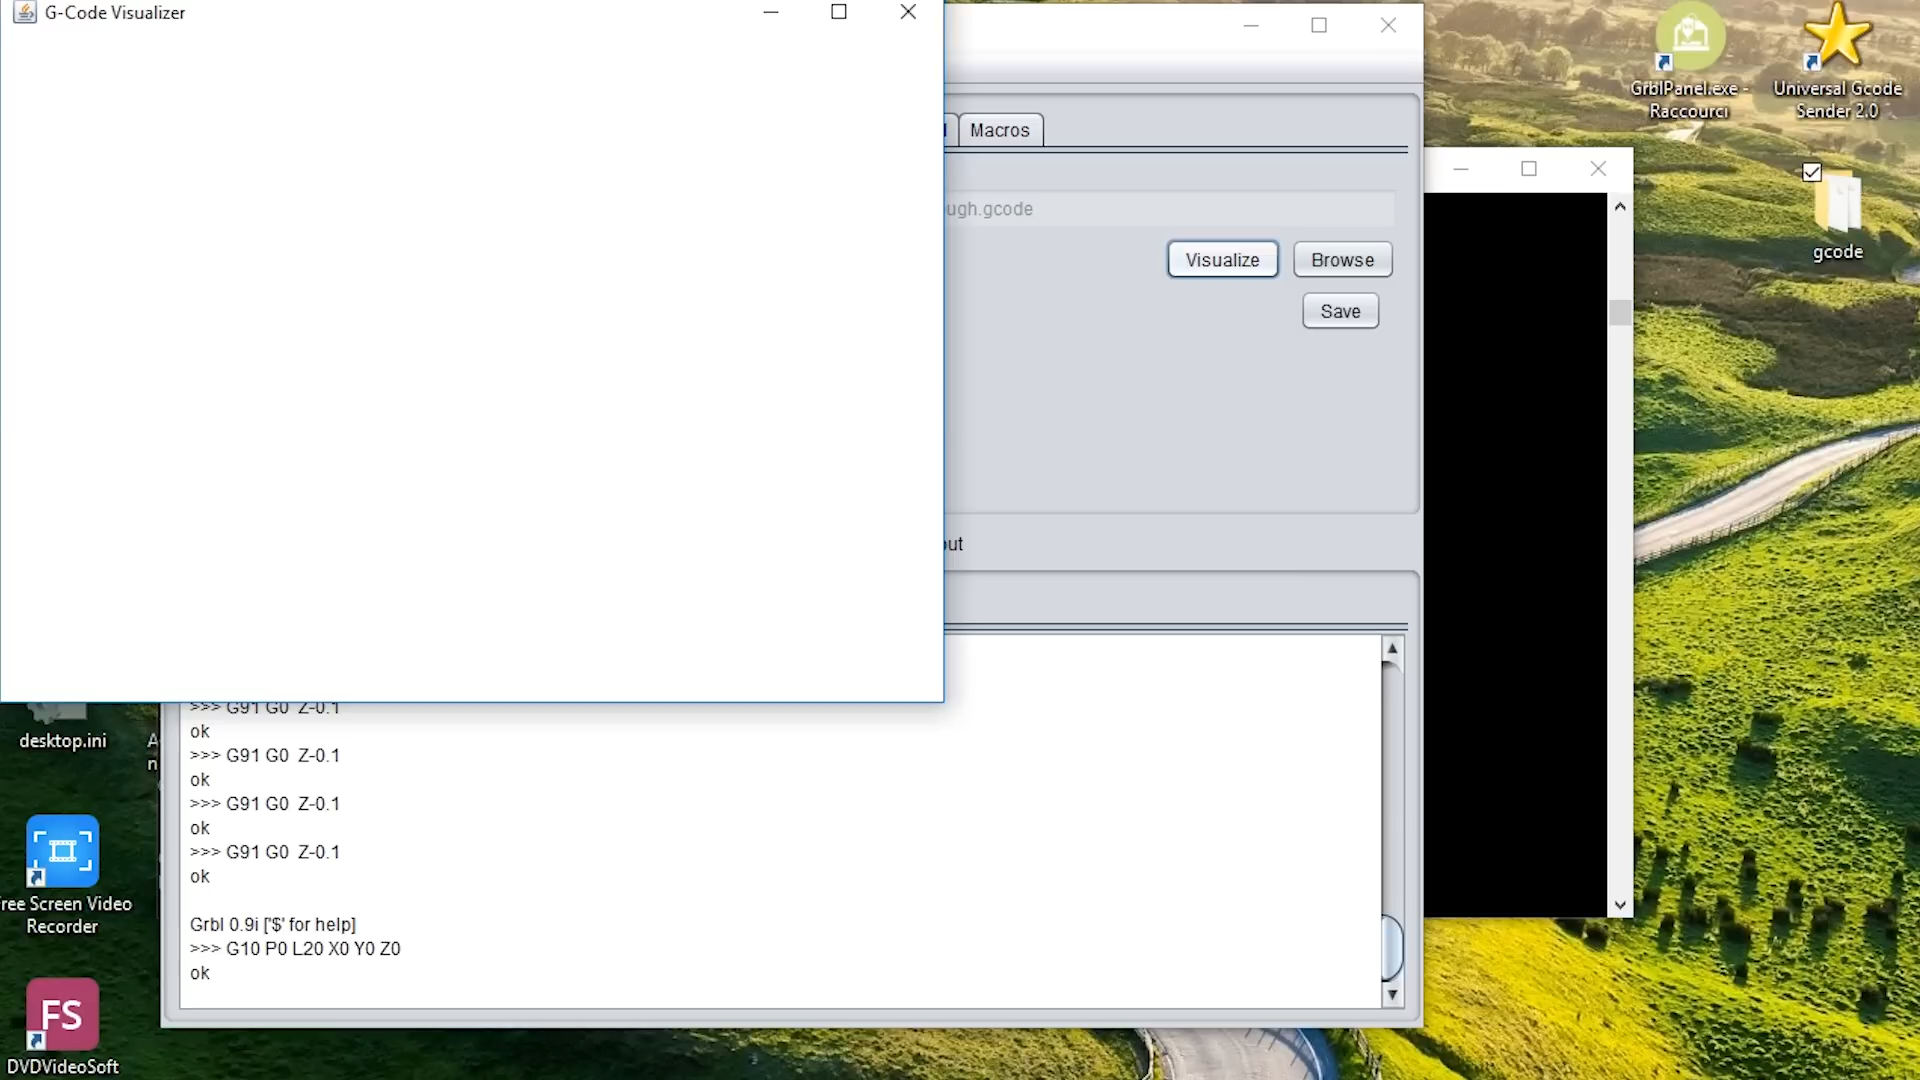 G-Code Visualizer
Macros
ugh.gcode
Visualize
Browse
Save
out
>>> G91 G0  Z-0.1
ok
>>> G91 G0  Z-0.1
ok
>>> G91 G0  Z-0.1
ok
>>> G91 G0  Z-0.1
ok
Grbl 0.9i ['$' for help]
>>> G10 P0 L20 X0 Y0 Z0
ok
GrblPanel.exe -
Raccourci
Universal Gcode
Sender 2.0
gcode
desktop.ini
ree Screen Video
Recorder
FS
DVDVideoSoft